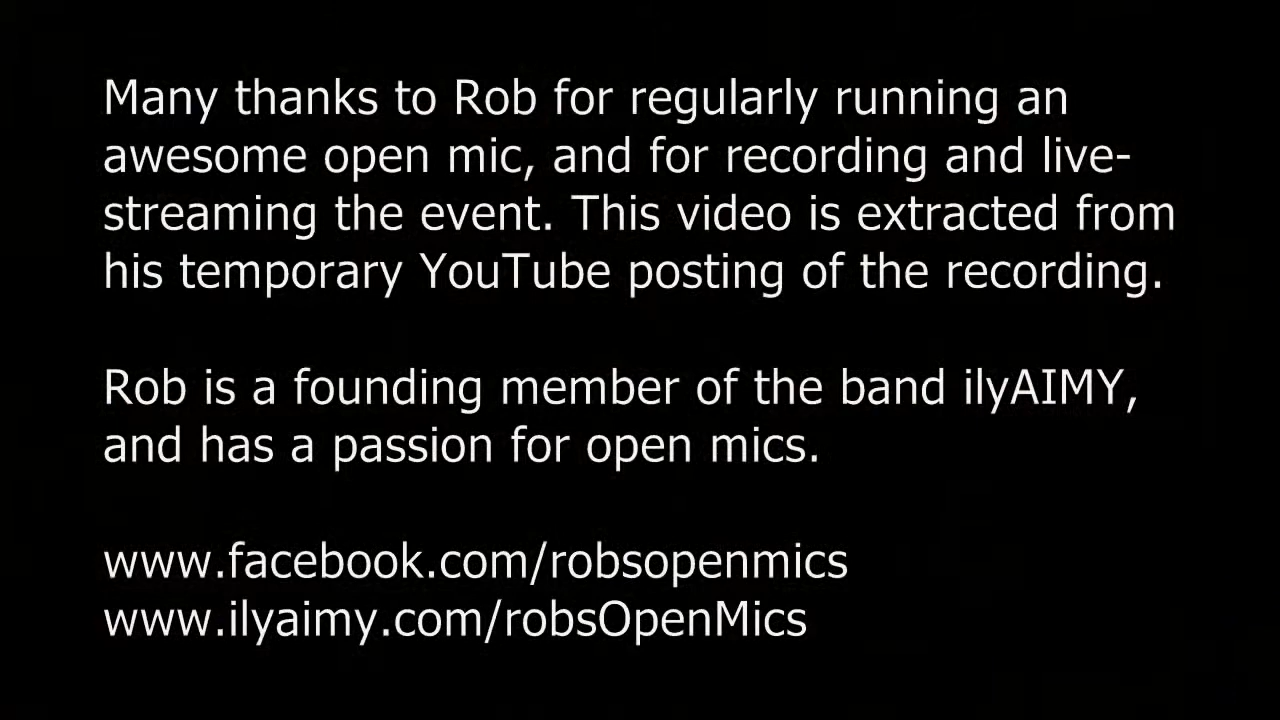 Many thanks to Rob for regularly running an
awesome open mic, and for recording and live-
streaming the event. This video is extracted from
his temporary YouTube posting of the recording.
Rob is a founding member of the band ilyAIMY,
and has a passion for open mics.
www.facebook.com/robsopenmics
www.ilyaimy.com/robsOpenMics